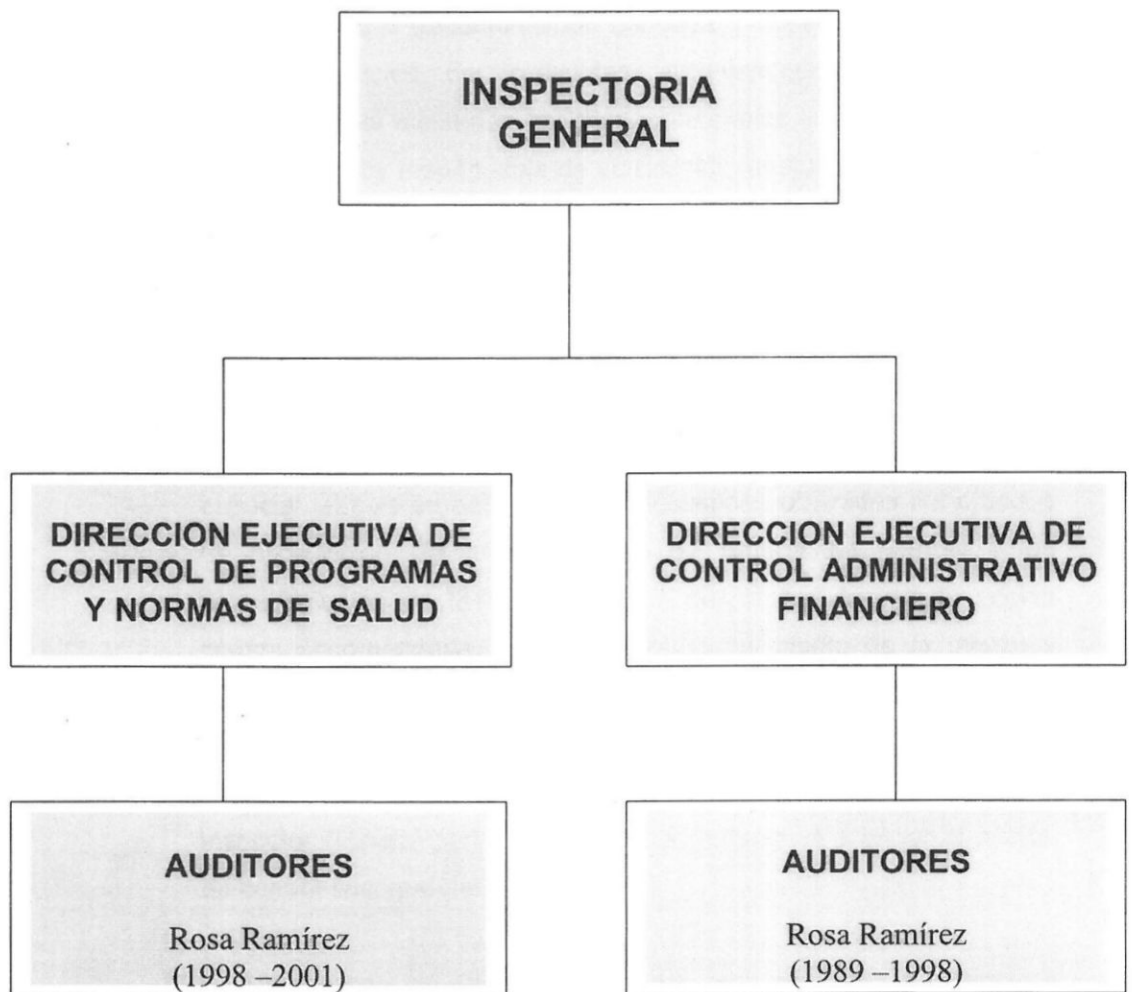 INSPECTORIA
GENERAL
DIRECCION EJECUTIVA DE
CONTROL DE PROGRAMAS
Y NORMAS DE SALUD
DIRECCION EJECUTIVA DE
CONTROL ADMINISTRATIVO
FINANCIERO
AUDITORES
Rosa Ramírez
(1998 –2001)
AUDITORES
Rosa Ramírez
(1989 –1998)